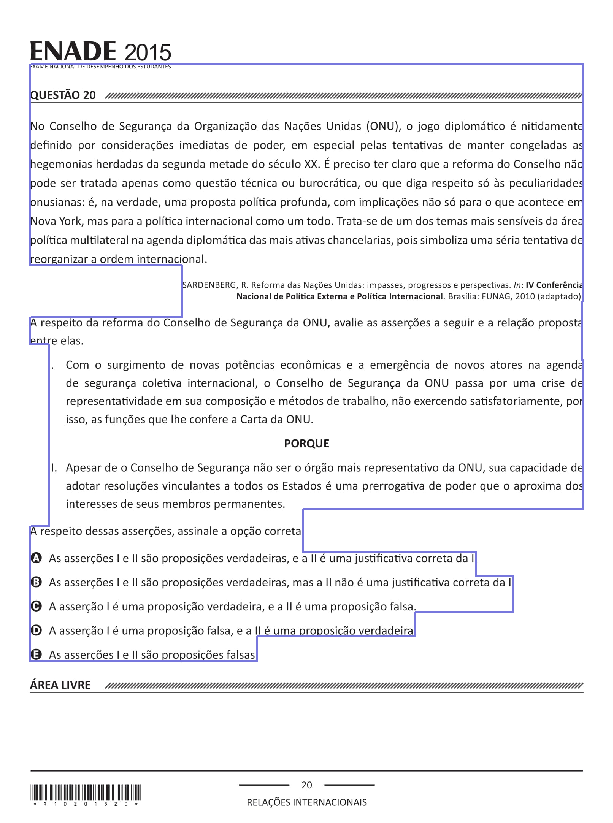 ENADE 2015
EXAME NACIONAL DE DESEMPENHO DOS ESTUDANTES
QUESTÃO 20
No Conselho de Segurança da Organização das Nações Unidas (ONU), o jogo diplomático é nitidamente
definido por considerações imediatas de poder, em especial pelas tentativas de manter congeladas as
hegemonias herdadas da segunda metade do século XX. É preciso ter claro que a reforma do Conselho não
pode ser tratada apenas como questão técnica ou burocrática, ou que diga respeito só às peculiaridades
onusianas: é, na verdade, uma proposta política profunda, com implicações não só para o que acontece em
Nova York, mas para a política internacional como um todo. Trata-se de um dos temas mais sensíveis da área
política multilateral na agenda diplomática das mais ativas chancelarias, pois simboliza uma séria tentativa de
reorganizar a ordem internacional.
SARDENBERG, R. Reforma das Nações Unidas: impasses, progressos e perspectivas. In: IV Conferência
Nacional de Política Externa e Política Internacional. Brasília: FUNAG, 2010 (adaptado).
A respeito da reforma do Conselho de Segurança da ONU, avalie as asserções a seguir e a relação proposta
entre elas.
. Com o surgimento de novas potências econômicas e a emergência de novos atores na agenda
de segurança coletiva internacional, o Conselho de Segurança da ONU passa por uma crise de
representatividade em sua composição e métodos de trabalho, não exercendo satisfatoriamente, por
isso, as funções que lhe confere a Carta da ONU.
PORQUE
I. Apesar de o Conselho de Segurança não ser o órgão mais representativo da ONU, sua capacidade de
adotar resoluções vinculantes a todos os Estados é uma prerrogativa de poder que o aproxima dos
interesses de seus membros permanentes.
A respeito dessas asserções, assinale a opção correta
A As asserções I e II são proposições verdadeiras, e a II é uma justificativa correta da I
B As asserções I e II são proposições verdadeiras, mas a II não é uma justificativa correta da I
C A asserção I é uma proposição verdadeira, e a II é uma proposição falsa.
D A asserção I é uma proposição falsa, e a II é uma proposição verdadeira
E As asserções I e II são proposições falsas
ÁREA LIVRE
20
RELAÇÕES INTERNACIONAIS